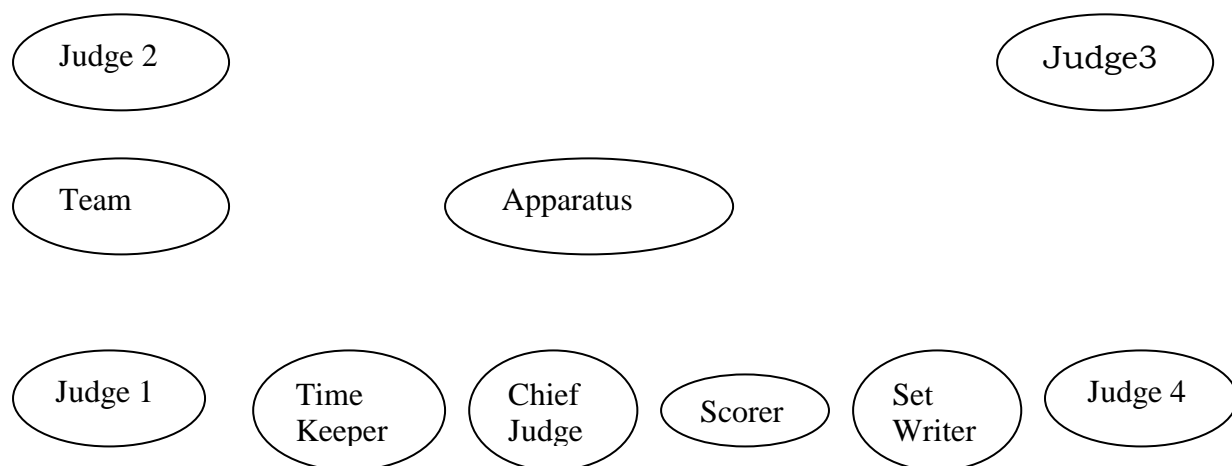 Judge 2
Judge3
Team
Apparatus
Judge 1
Time
Keeper
Chief
Judge
Scorer
Set
Writer
Judge 4